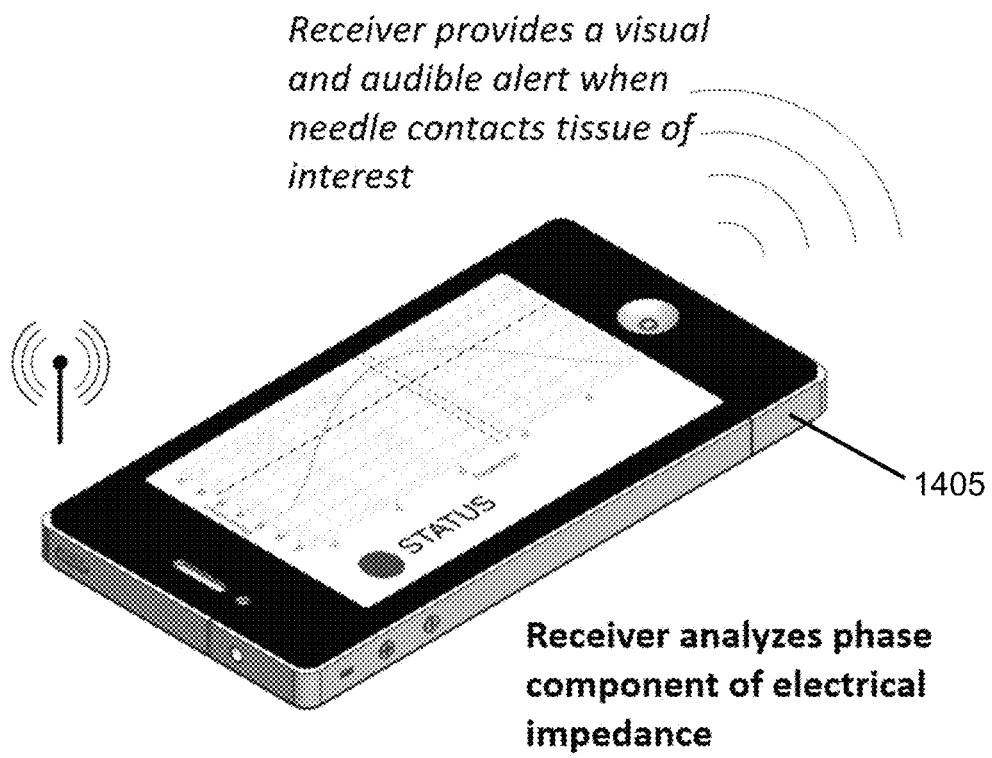 Receiver provides a visual
and audible alert when
needle contacts tissue of
interest
1405
STATUS
Receiver analyzes phase
component of electrical
impedance